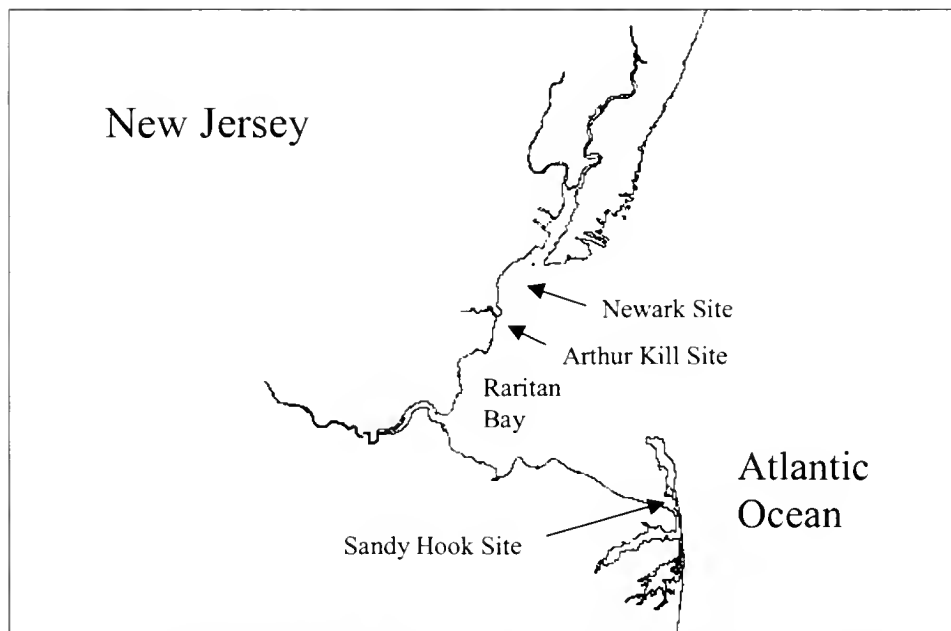 New Jersey
Newark Site
Arthur Kill Site
Raritan
Bay
Atlantic
Ocean
Sandy Hook Site